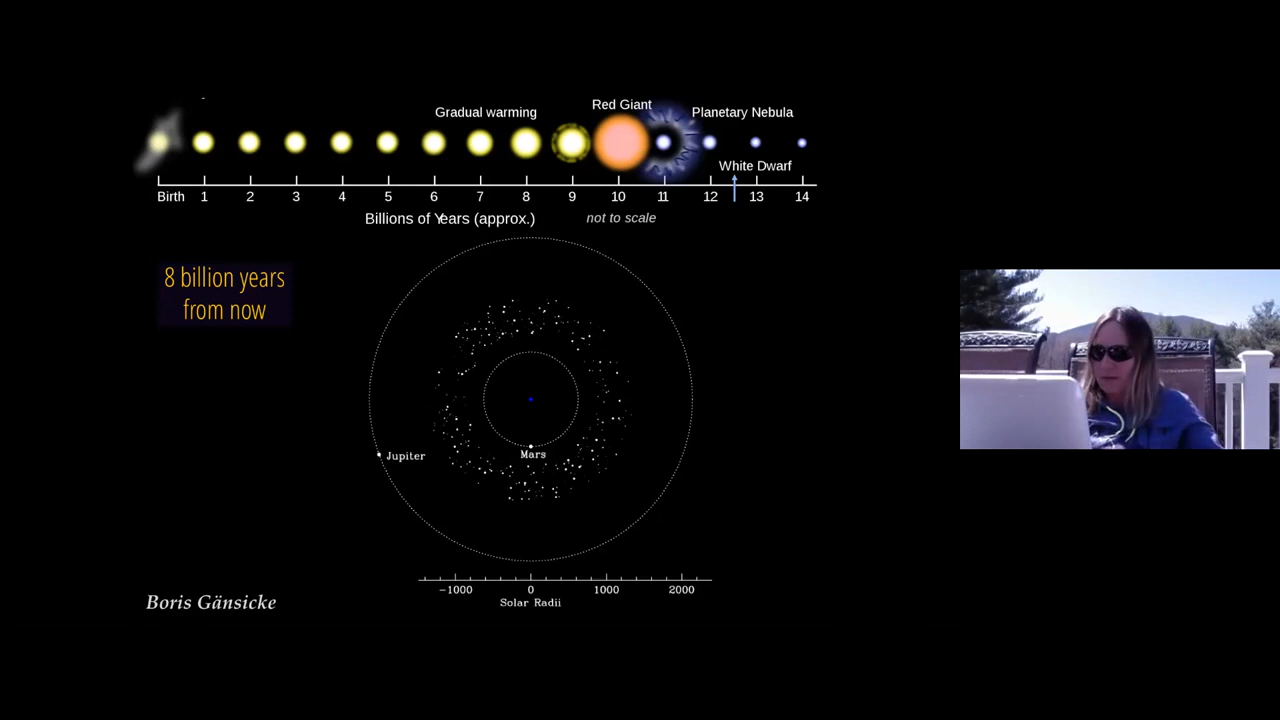 Gradual warming
Red Giant
Planetary Nebula
White Dwarf
Birth 1 2 3 4 5 6 7 8 9 10 11 12 13 14
Billions of Years (approx.)
not to scale
8 billion years
from now
Jupiter
Mars
−1000 0 1000 2000
Solar Radii
Boris Gänsicke